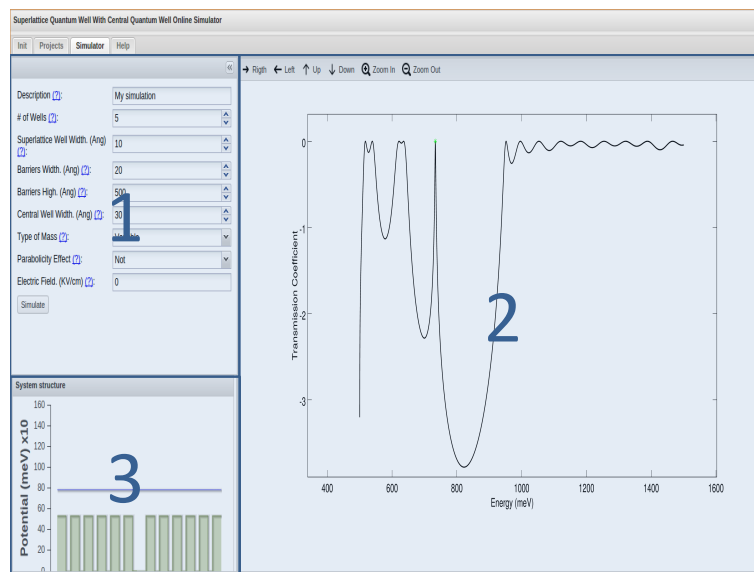 Superlattice Quantum Well With Central Quantum Well Online Simulator
Init Projects Simulator Help
«
Rigth Left Up Down Zoom In Zoom Out
Description (?): My simulation
# of Wells (?): 5
Superlattice Well Width. (Ang) (?): 10
Barriers Width. (Ang) (?): 20
Barriers High. (Ang) (?): 500
Central Well Width. (Ang) (?): 30
Type of Mass (?):
Parabolicity Effect (?): Not
Electric Field. (KV/cm) (?): 0
Simulate
1
Transmission Coefficient
0
-1
-2
-3
400 600 800 1000 1200 1400 1600
Energy (meV)
2
System structure
Potential (meV) x10
160
140
120
100
80
60
40
20
0
3